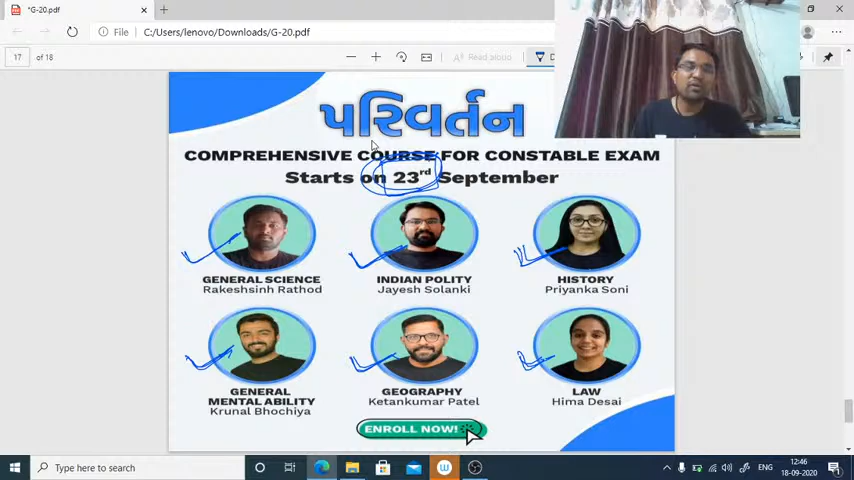 *G-20.pdf
File
C:/Users/lenovo/Downloads/G-20.pdf
17 of 18
Read aloud
પરિવર્તન
COMPREHENSIVE COURSE FOR CONSTABLE EXAM
Starts on 23rd September
GENERAL SCIENCE
Rakeshsinh Rathod
INDIAN POLITY
Jayesh Solanki
HISTORY
Priyanka Soni
GENERAL
MENTAL ABILITY
Krunal Bhochiya
GEOGRAPHY
Ketankumar Patel
LAW
Hima Desai
ENROLL NOW!
Type here to search
ENG
12:46
18-09-2020